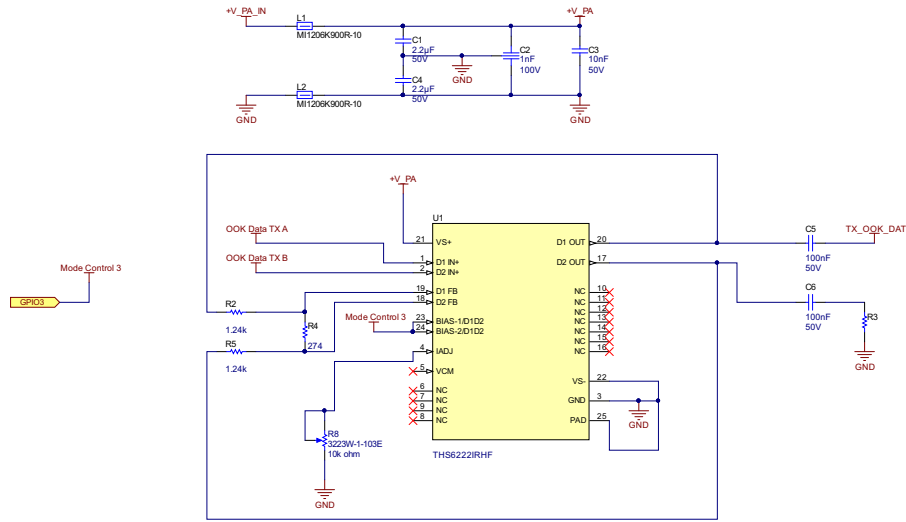 +V_PA_IN
+V_PA
L1
MI1206K900R-10
C1
2.2µF
50V
GND
C2
1nF
100V
C3
10nF
50V
C4
2.2µF
50V
L2
MI1206K900R-10
GND
GND
+V_PA
U1
OOK Data TX A
OOK Data TX B
21 VS+
1 D1 IN+
2 D2 IN+
19 D1 FB
18 D2 FB
23 BIAS-1/D1D2
24 BIAS-2/D1D2
4 IADJ
5 VCM
6 NC
7 NC
9 NC
8 NC
D1 OUT 20
D2 OUT 17
NC 10
NC 11
NC 12
NC 13
NC 14
NC 15
NC 16
VS- 22
GND 3
PAD 25
THS6222IRHF
GND
C5
100nF
50V
TX_OOK_DAT
C6
100nF
50V
R3
GND
Mode Control 3
GPIO3
R2
1.24k
R4
274
R5
1.24k
Mode Control 3
R8
3223W-1-103E
10k ohm
GND